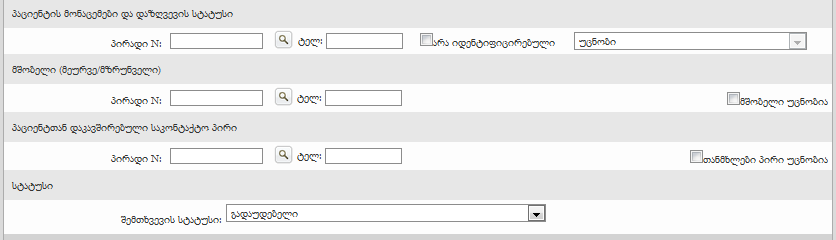 პაციენტის მონაცემები და დაზღვევის სტატუსი
პირადი N: ტელ: არა იდენტიფიცირებული უცნობი
მშობელი (მეურვე/მზრუნველი)
პირადი N: ტელ: მშობელი უცნობია
პაციენტთან დაკავშირებული საკონტაქტო პირი
პირადი N: ტელ: თანმხლები პირი უცნობია
სტატუსი
შემთხვევის სტატუსი: გადაუდებელი